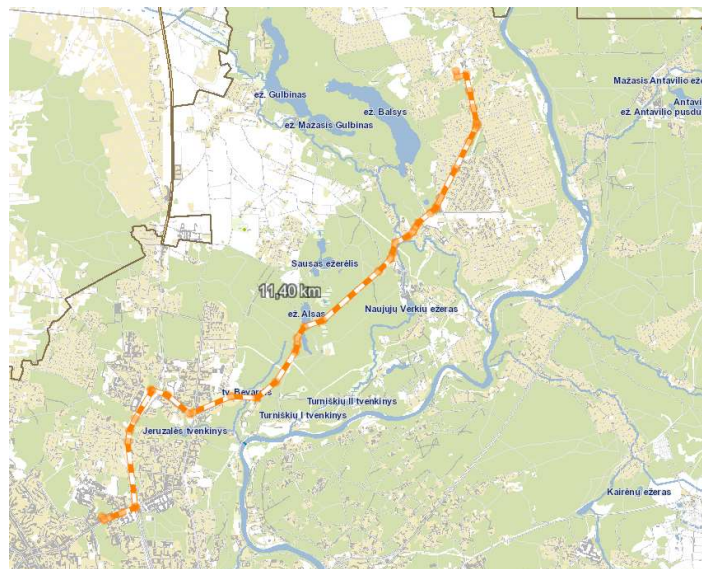 Mažasis Antavilio eže
Antavi
ež. Antavilio pusdu
ež. Gulbinas
ež. Balsys
ež. Mažasis Gulbinas
Sausas ežerėlis
11,40 km
ež. Alsas
Naujųjų Verkių ežeras
tv. Bevardis
Turniškių II tvenkinys
Turniškių I tvenkinys
Jeruzalės tvenkinys
Kairėnų ežeras